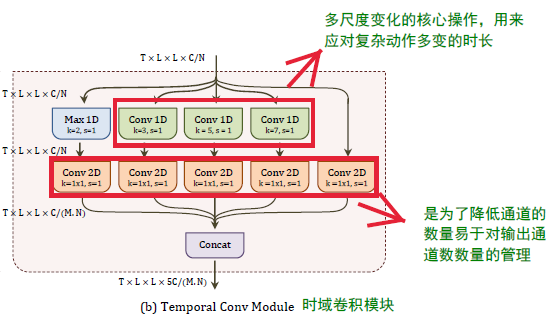 多尺度变化的核心操作，用来
应对复杂动作多变的时长
T×L×L×C/N
T×L×L×C/N
Max 1D
k=2, s=1
Conv 1D
k=3, s=1
Conv 1D
k = 5, s = 1
Conv 1D
k=7, s=1
T×L×L×C/N
Conv 2D
k=1x1, s=1
Conv 2D
k=1x1, s=1
Conv 2D
k=1x1, s=1
Conv 2D
k =1x1, s=1
Conv 2D
k=1x1, s=1
T×L×L×C/(M.N)
是为了降低通道的
数量易于对输出通
道数数量的管理
Concat
T×L×L×5C/(M.N)
(b) Temporal Conv Module 时域卷积模块